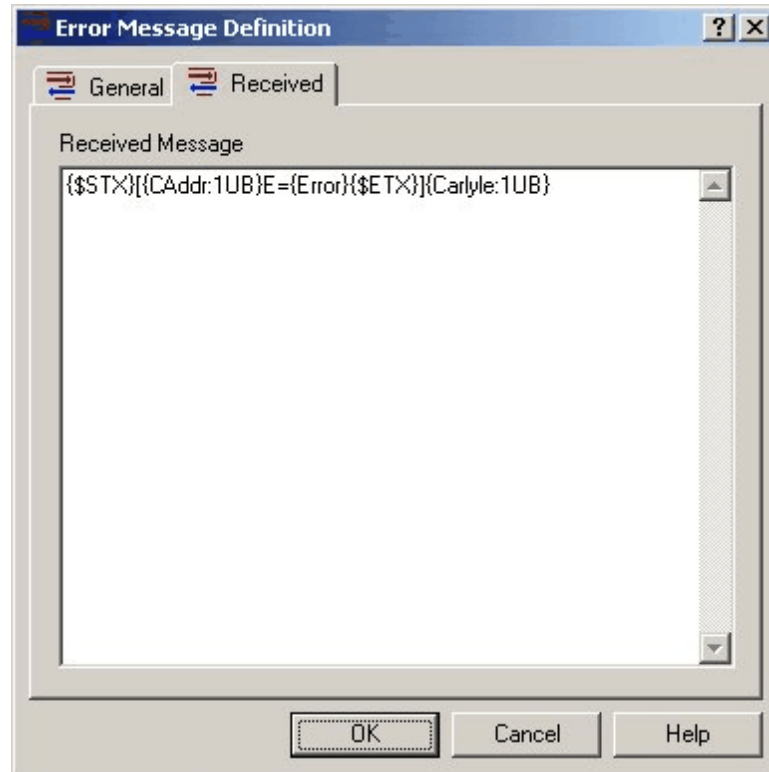 Error Message Definition
General
Received
Received Message
{$STX}[{CAddr:1UB}E={Error}{$ETX}]{Carlyle:1UB}
OK
Cancel
Help